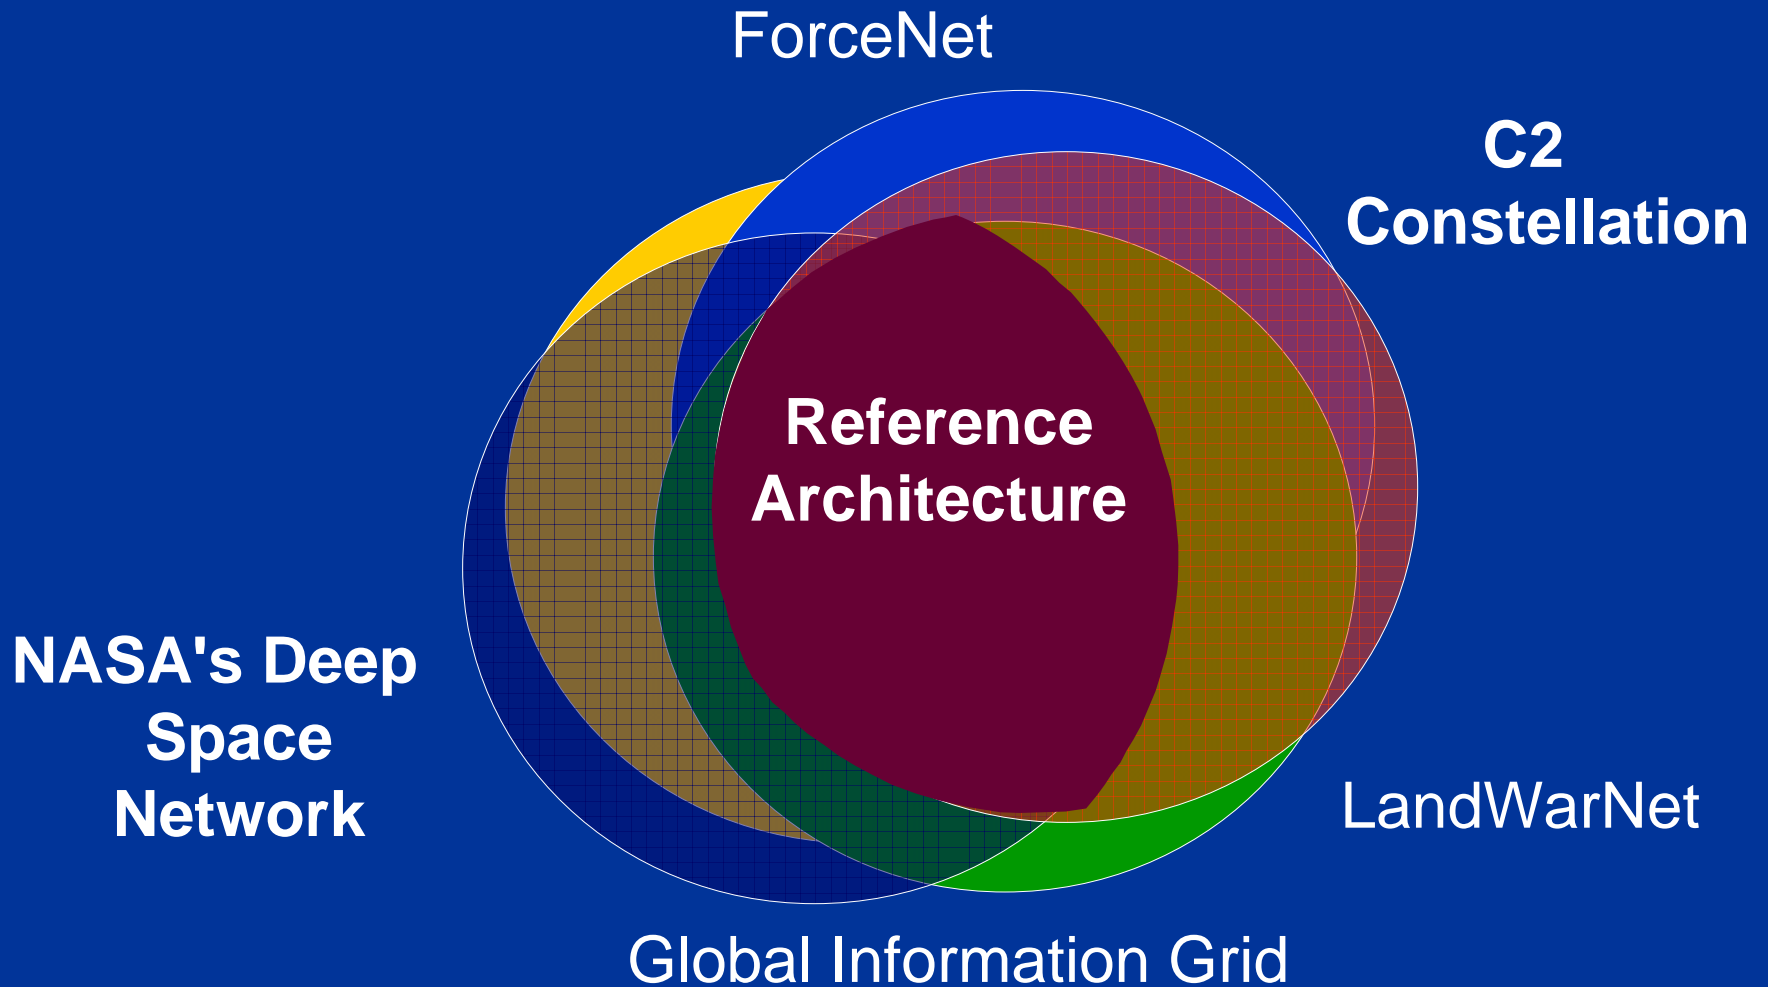 ForceNet
C2
Constellation
Reference
Architecture
NASA's Deep
Space
Network
LandWarNet
Global Information Grid